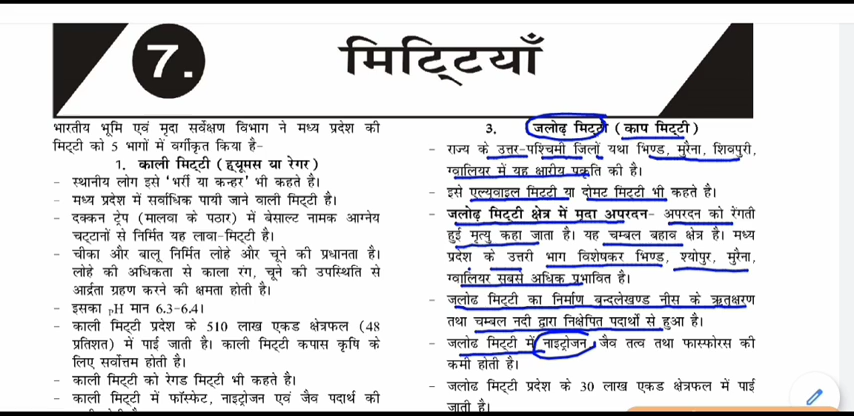 7.
मिट्टियाँ
भारतीय भूमि एवं मृदा सर्वेक्षण विभाग ने मध्य प्रदेश की
मिट्टी को 5 भागों में वर्गीकृत किया है-
1. काली मिट्टी (ह्यूमस या रेगर)
- स्थानीय लोग इसे 'भर्री या कन्हर' भी कहते है।
- मध्य प्रदेश में सर्वाधिक पायी जाने वाली मिट्टी है।
- दक्कन ट्रेप (मालवा के पठार) में बेसाल्ट नामक आग्नेय
चट्टानों से निर्मित यह लावा-मिट्टी है।
- चीका और बालू निर्मित लोहे और चूने की प्रधानता है।
लोहे की अधिकता से काला रंग, चूने की उपस्थिति से
आर्द्रता ग्रहण करने की क्षमता होती है।
- इसका pH मान 6.3-6.4।
- काली मिट्टी प्रदेश के 510 लाख एकड क्षेत्रफल (48
प्रतिशत) में पाई जाती है। काली मिट्टी कपास कृषि के
लिए सर्वोत्तम होती है।
- काली मिट्टी को रेगड मिट्टी भी कहते है।
- काली मिट्टी में फॉस्फेट, नाइट्रोजन एवं जैव पदार्थ की
3. जलोढ़ मिट्टी (काप मिट्टी)
- राज्य के उत्तर-पश्चिमी जिलों यथा भिण्ड, मुरैना, शिवपुरी,
ग्वालियर में यह क्षारीय प्रकृति की है।
- इसे एल्यूवाइल मिट्टी या दोमट मिट्टी भी कहते है।
- जलोढ़ मिट्टी क्षेत्र में मृदा अपरदन- अपरदन को रेंगती
हुई मृत्यु कहा जाता है। यह चम्बल बहाव क्षेत्र है। मध्य
प्रदेश के उत्तरी भाग विशेषकर भिण्ड, श्योपुर, मुरैना,
ग्वालियर सबसे अधिक प्रभावित है।
- जलोढ मिट्टी का निर्माण बुन्देलखेण्ड नीस के ऋतुक्षरण
तथा चम्बल नदी द्वारा निक्षेपित पदार्थो से हुआ है।
- जलोढ मिट्टी में नाइट्रोजन, जैव तत्व तथा फास्फोरस की
कमी होती है।
- जलोढ मिट्टी प्रदेश के 30 लाख एकड क्षेत्रफल में पाई
जाती है।